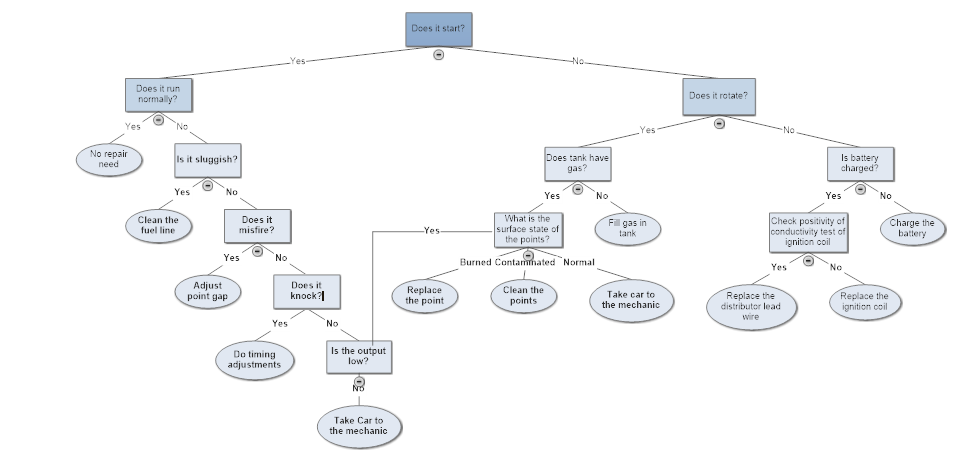 Does it start?
Yes
No
Does it run
normally?
Does it rotate?
Yes
No
Yes
No
No repair
need
Is it sluggish?
Does tank have
gas?
Is battery
charged?
Yes
No
Yes
No
Yes
No
Clean the
fuel line
Does it
misfire?
Yes
What is the
surface state of
the points?
Fill gas in
tank
Check positivity of
conductivity test of
ignition coil
Charge the
battery
Yes
No
Burned
Contaminated
Normal
Yes
No
Adjust
point gap
Does it
knock?
Replace
the point
Clean the
points
Take car to
the mechanic
Replace the
distributor lead
wire
Replace the
ignition coil
Yes
No
Do timing
adjustments
Is the output
low?
No
Take Car to
the mechanic